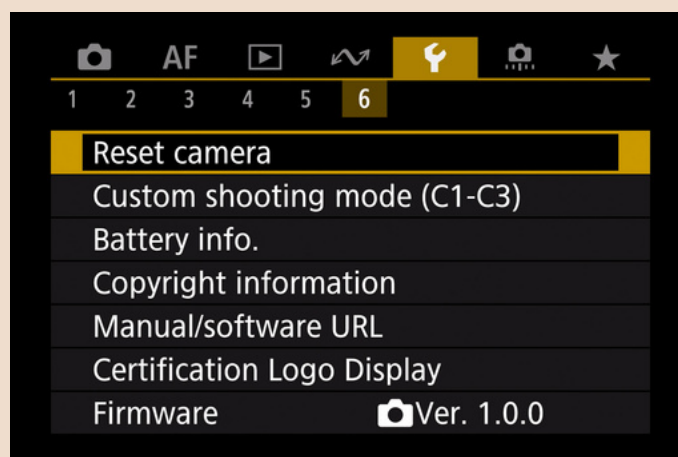 AF
1 2 3 4 5 6
Reset camera
Custom shooting mode (C1-C3)
Battery info.
Copyright information
Manual/software URL
Certification Logo Display
Firmware Ver. 1.0.0